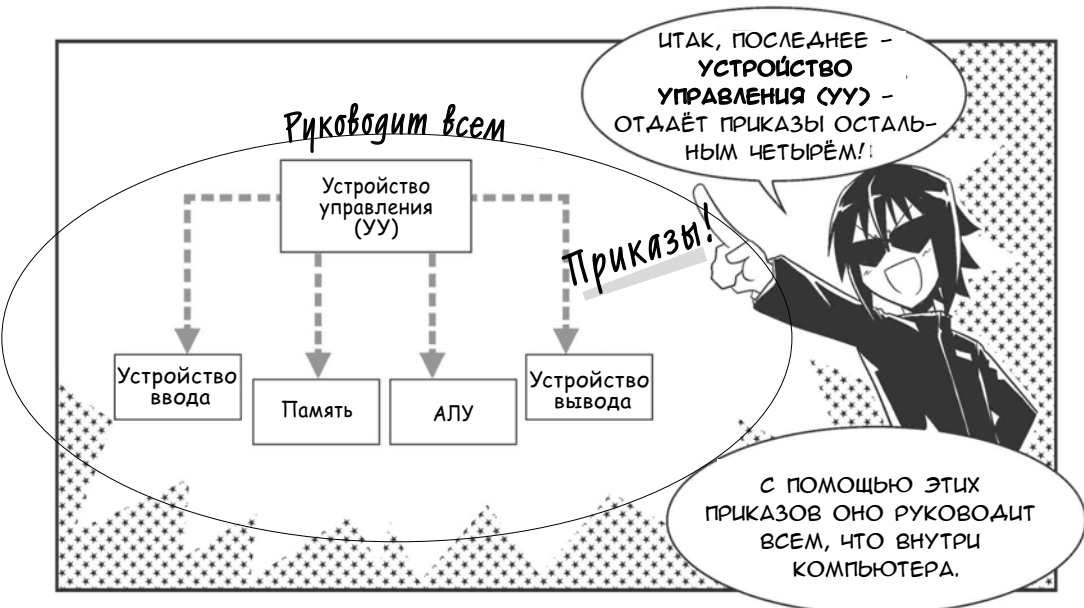 ИТАК, ПОСЛЕДНЕЕ –
УСТРОЙСТВО
УПРАВЛЕНИЯ (УУ) –
ОТДАЁТ ПРИКАЗЫ ОСТАЛЬ-
НЫМ ЧЕТЫРЁМ!
Руководит всем
Устройство
управления
(УУ)
Приказы!
Устройство
ввода
Память
АЛУ
Устройство
вывода
С ПОМОЩЬЮ ЭТИХ
ПРИКАЗОВ ОНО РУКОВОДИТ
ВСЕМ, ЧТО ВНУТРИ
КОМПЬЮТЕРА.